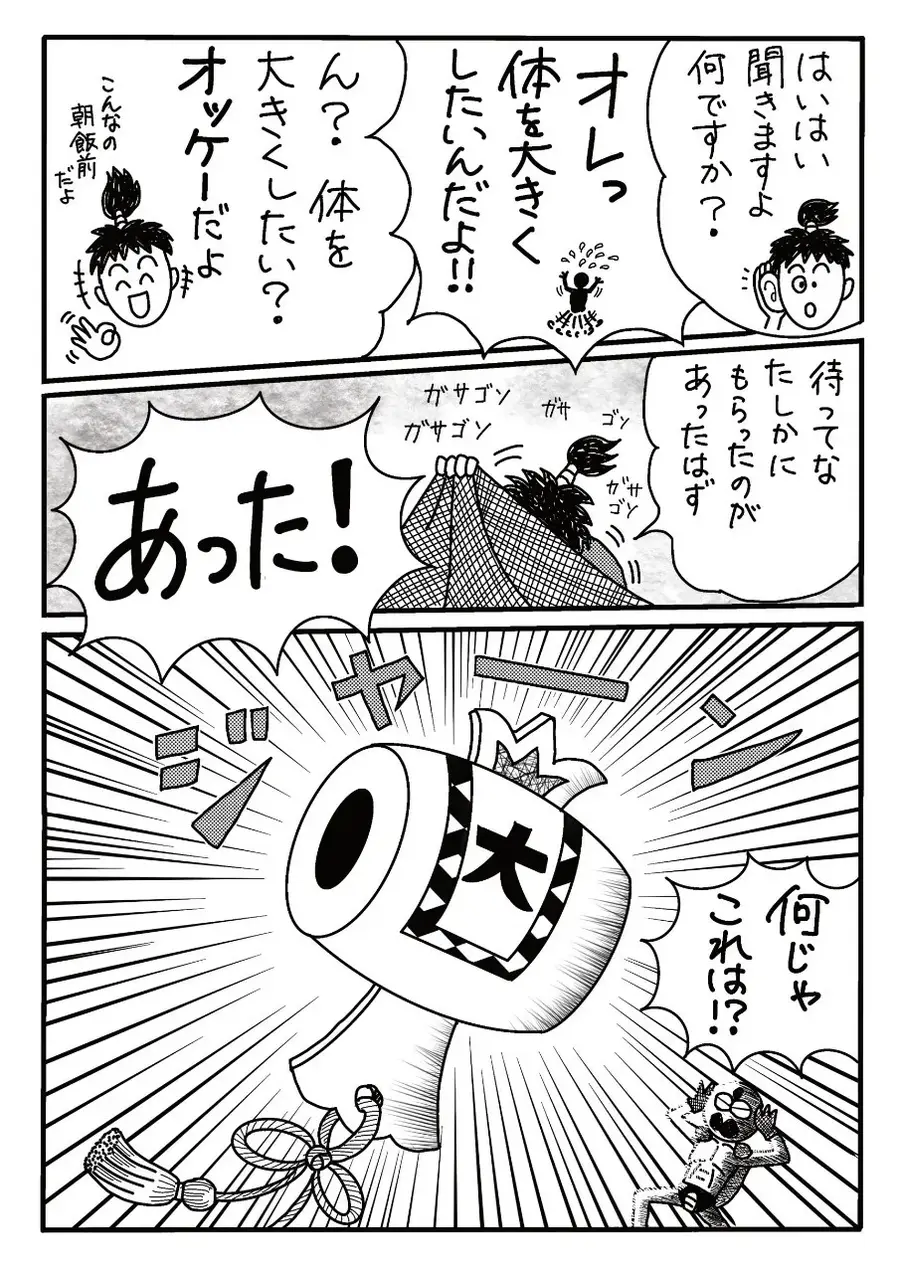 はいはい
聞きますよ
何ですか?
オレっ
体を大きく
したいんだよ!!
ん? 体を
大きくしたい?
オッケーだよ
こんなの
朝飯前
だよ
待ってな
たしかに
もらったのが
あったはず
ガサ
ゴソ
ガサ
ゴソ
ガサゴソ
ガサゴソ
あった!
ジャーン
大
何じゃ
これは!?